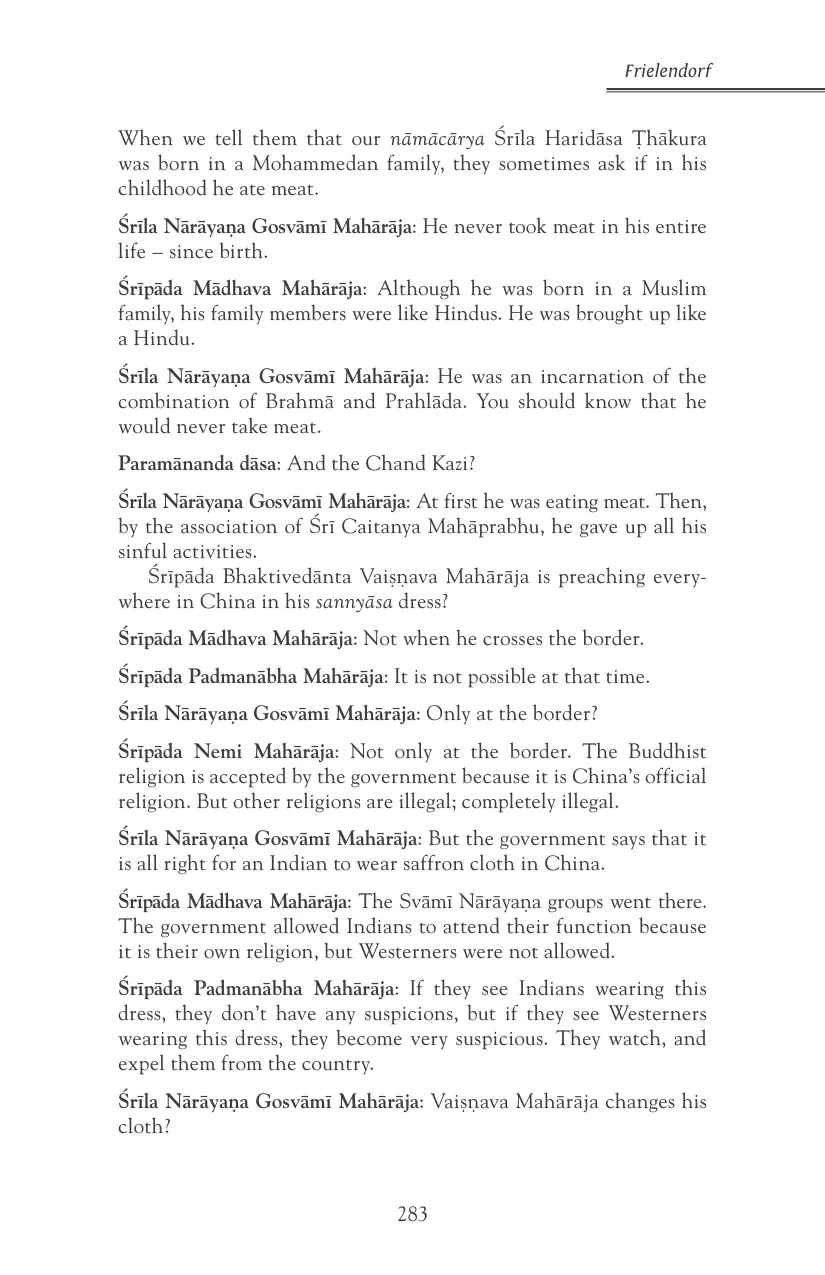 Frielendorf
When we tell them that our nāmācārya Śrīla Haridāsa Ṭhākura
was born in a Mohammedan family, they sometimes ask if in his
childhood he ate meat.
Śrīla Nārāyaṇa Gosvāmī Mahārāja: He never took meat in his entire
life – since birth.
Śrīpāda Mādhava Mahārāja: Although he was born in a Muslim
family, his family members were like Hindus. He was brought up like
a Hindu.
Śrīla Nārāyaṇa Gosvāmī Mahārāja: He was an incarnation of the
combination of Brahmā and Prahlāda. You should know that he
would never take meat.
Paramānanda dāsa: And the Chand Kazi?
Śrīla Nārāyaṇa Gosvāmī Mahārāja: At first he was eating meat. Then,
by the association of Śrī Caitanya Mahāprabhu, he gave up all his
sinful activities.
Śrīpāda Bhaktivedānta Vaiṣṇava Mahārāja is preaching every-
where in China in his sannyāsa dress?
Śrīpāda Mādhava Mahārāja: Not when he crosses the border.
Śrīpāda Padmanābha Mahārāja: It is not possible at that time.
Śrīla Nārāyaṇa Gosvāmī Mahārāja: Only at the border?
Śrīpāda Nemi Mahārāja: Not only at the border. The Buddhist
religion is accepted by the government because it is China's official
religion. But other religions are illegal; completely illegal.
Śrīla Nārāyaṇa Gosvāmī Mahārāja: But the government says that it
is all right for an Indian to wear saffron cloth in China.
Śrīpāda Mādhava Mahārāja: The Svāmī Nārāyaṇa groups went there.
The government allowed Indians to attend their function because
it is their own religion, but Westerners were not allowed.
Śrīpāda Padmanābha Mahārāja: If they see Indians wearing this
dress, they don't have any suspicions, but if they see Westerners
wearing this dress, they become very suspicious. They watch, and
expel them from the country.
Śrīla Nārāyaṇa Gosvāmī Mahārāja: Vaiṣṇava Mahārāja changes his
cloth?
283